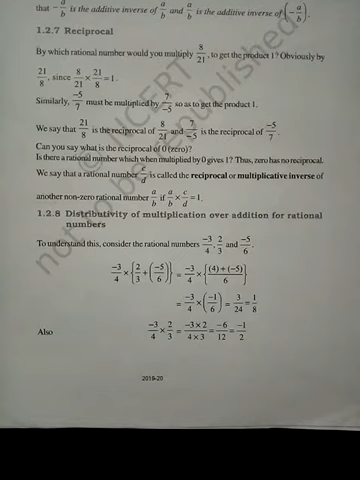 that −a/b is the additive inverse of a/b and a/b is the additive inverse of (−a/b).
1.2.7 Reciprocal
By which rational number would you multiply 8/21, to get the product 1? Obviously by
21/8, since 8/21 × 21/8 = 1.
Similarly, −5/7 must be multiplied by 7/−5 so as to get the product 1.
We say that 21/8 is the reciprocal of 8/21 and 7/−5 is the reciprocal of −5/7.
Can you say what is the reciprocal of 0 (zero)?
Is there a rational number which when multiplied by 0 gives 1? Thus, zero has no reciprocal.
We say that a rational number c/d is called the reciprocal or multiplicative inverse of
another non-zero rational number a/b if a/b × c/d = 1.
1.2.8 Distributivity of multiplication over addition for rational
numbers
To understand this, consider the rational numbers −3/4, 2/3 and −5/6.
−3/4 × {2/3 + (−5/6)} = −3/4 × {(4) + (−5)/6}
= −3/4 × (−1/6) = 3/24 = 1/8
Also −3/4 × 2/3 = −3 × 2/4 × 3 = −6/12 = −1/2
2019-20
© NCERT
not to be republished